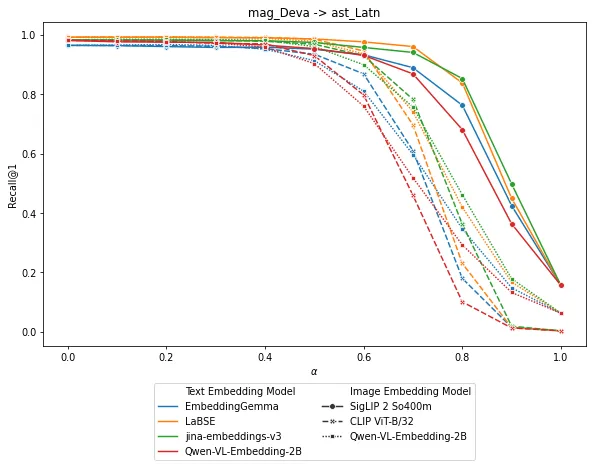 mag_Deva -> ast_Latn
Recall@1
1.0
0.8
0.6
0.4
0.2
0.0
0.0 0.2 0.4 0.6 0.8 1.0
α
Text Embedding Model
EmbeddingGemma
LaBSE
jina-embeddings-v3
Qwen-VL-Embedding-2B
Image Embedding Model
SigLIP 2 So400m
CLIP ViT-B/32
Qwen-VL-Embedding-2B